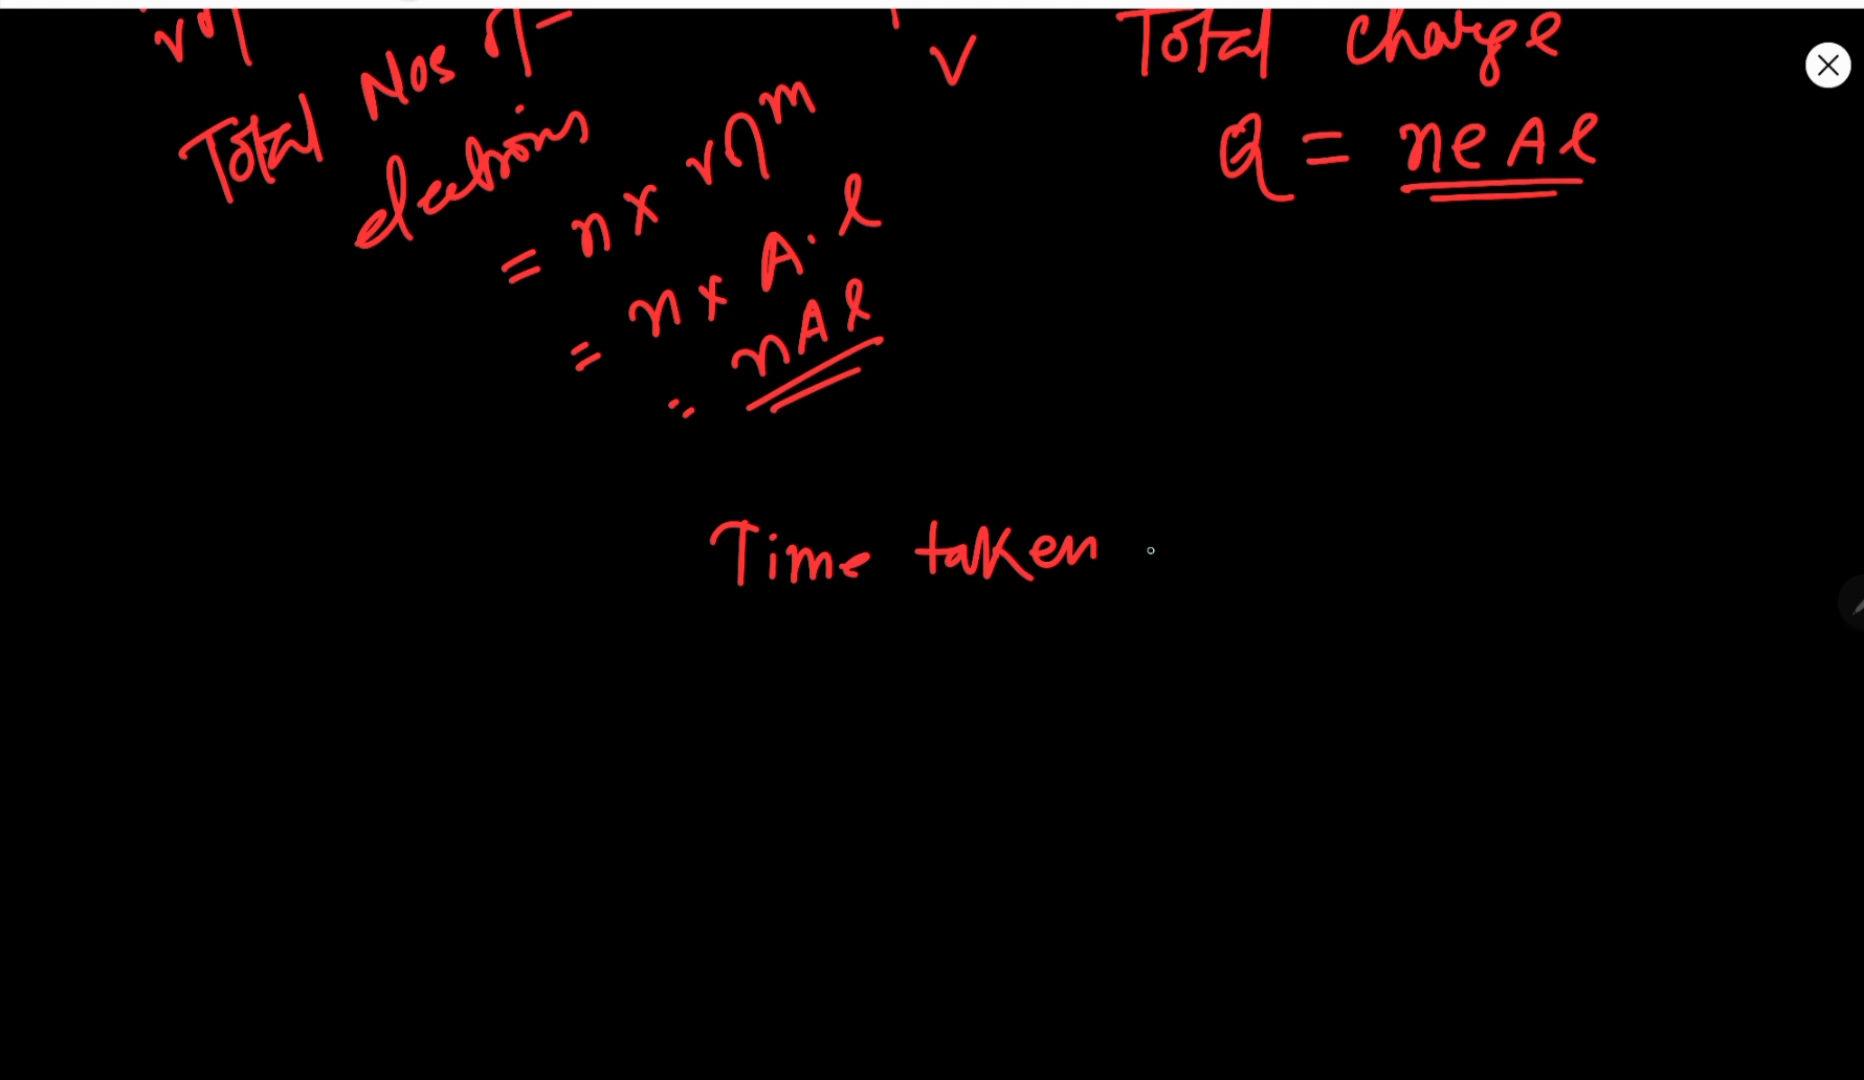 Total Nos of
electrons
= n × vol^m
= n × A. l
= nAl
V
Total charge
Q = neAl
Time taken